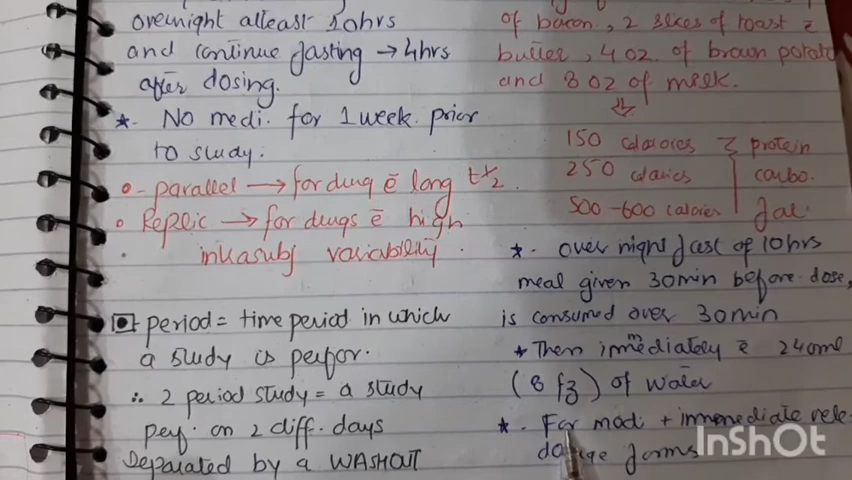 overnight atleast 10hrs
and continue fasting → 4hrs
after dosing.
*. No medi. for 1 week prior
to study.
o - parallel → for drug c̄ long t½.
o Replic → for drugs c̄ high
intrasubj variability.
period = time period in which
a study is perfor.
∴ 2 period study = a study
perf. on 2 diff. days
separated by a WASHOUT
of bacon, 2 slices of toast c̄
butter, 4 oz. of brown potato
and 8 oz of milk.
⇓
150 calories protein
250 calories carbo.
500-600 calories fat
*. over night fast of 10hrs
meal given 30min before dose,
is consumed over 30min
* Then immediately c̄ 240ml
(8 f℥) of water
*. For modi + immediate rele-
dosage forms
InShOt